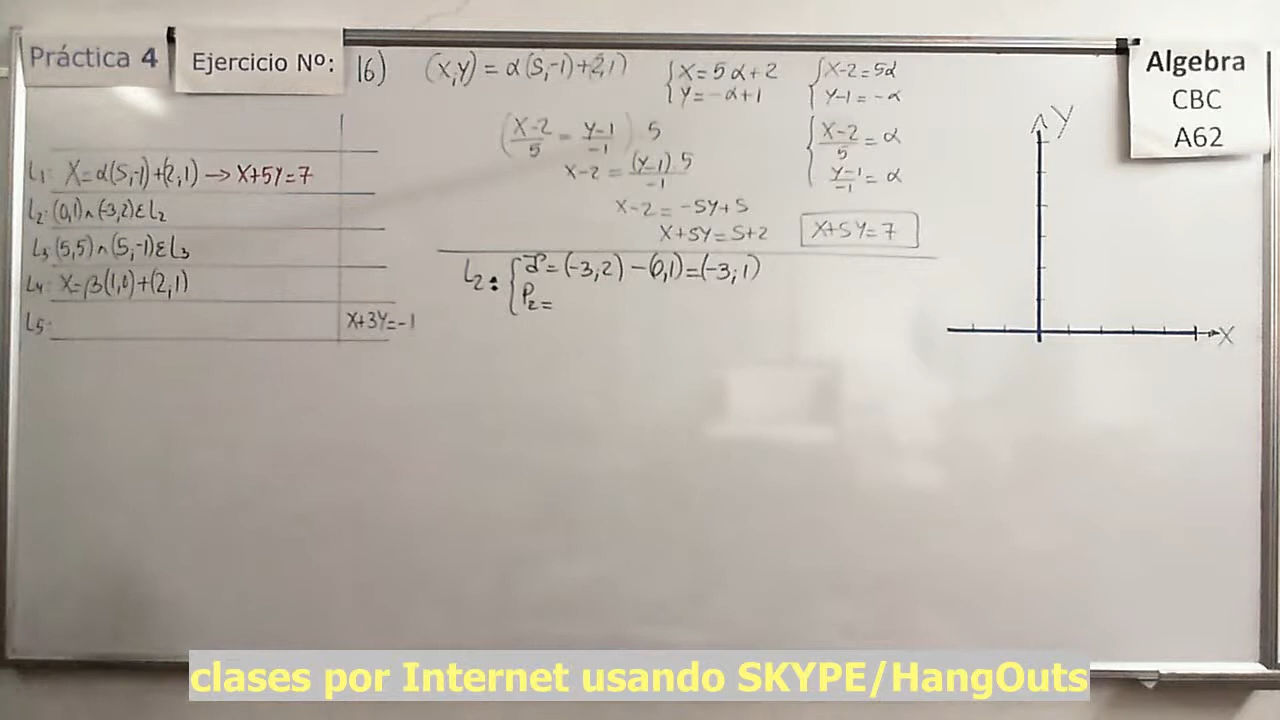 Práctica 4
Ejercicio Nº:
16)
(X,Y) = α(5,-1)+2,1)
{X=5α+2
{Y=-α+1
{X-2=5α
{Y-1=-α
Algebra
CBC
A62
(X-2/5 = Y-1/-1) 5
X-2 = (Y-1).5/-1
X-2 = -5Y+5
X+5Y=5+2
{X-2/5 = α
{Y-1/-1 = α
X+5Y=7
L1: X=α(5,-1)+(2,1) → X+5Y=7
L2: (0,1) ∧ (-3,2) ε L2
L3: (5,5) ∧ (5,-1) ε L3
L4: X=β(1,0)+(2,1)
L5: X+3Y=-1
L2: { = (-3,2) - (0,1) = (-3;1)
{P2=
Y
X
clases por Internet usando SKYPE/HangOuts